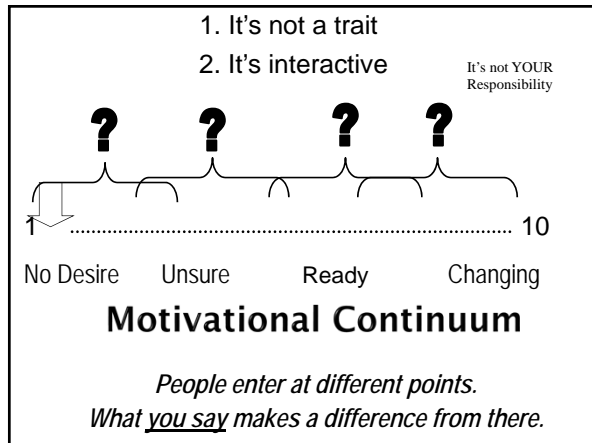 1. It's not a trait
2. It's interactive
It's not YOUR
Responsibility
? ? ? ?
1 ................................................................................ 10
No Desire Unsure Ready Changing
Motivational Continuum
People enter at different points.
What you say makes a difference from there.